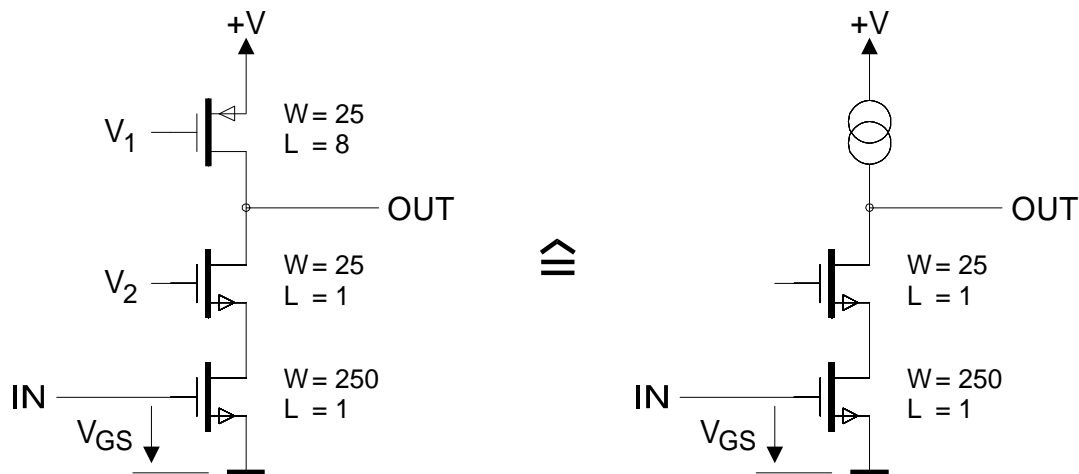 +V
V1
W = 25
L = 8
OUT
V2
W = 25
L = 1
IN
W = 250
L = 1
VGS
≙
+V
OUT
W = 25
L = 1
IN
W = 250
L = 1
VGS